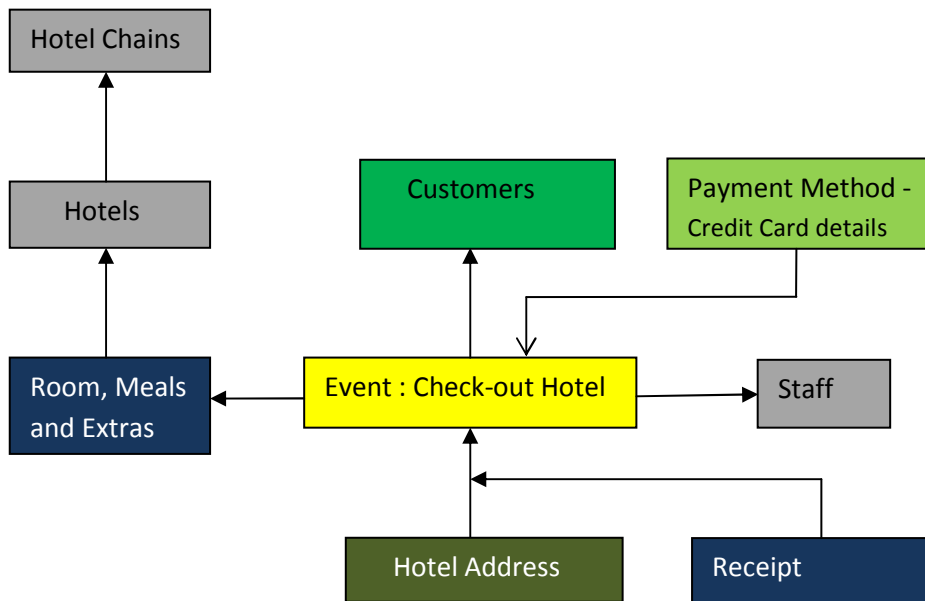 Hotel Chains
Hotels
Customers
Payment Method -
Credit Card details
Room, Meals
and Extras
Event : Check-out Hotel
Staff
Hotel Address
Receipt